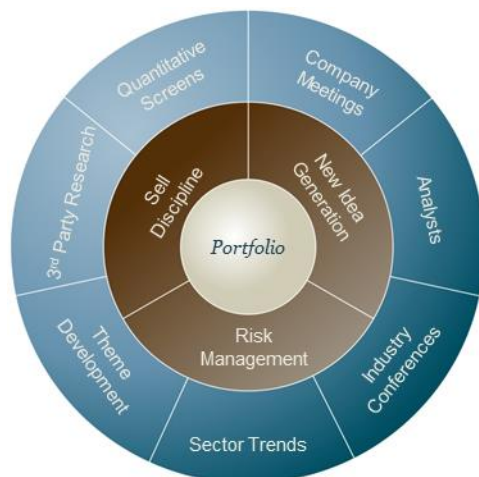 Quantitative
Screens
Company
Meetings
Analysts
Industry
Conferences
Sector Trends
Theme
Development
3rd Party Research
Sell
Discipline
New Idea
Generation
Risk
Management
Portfolio